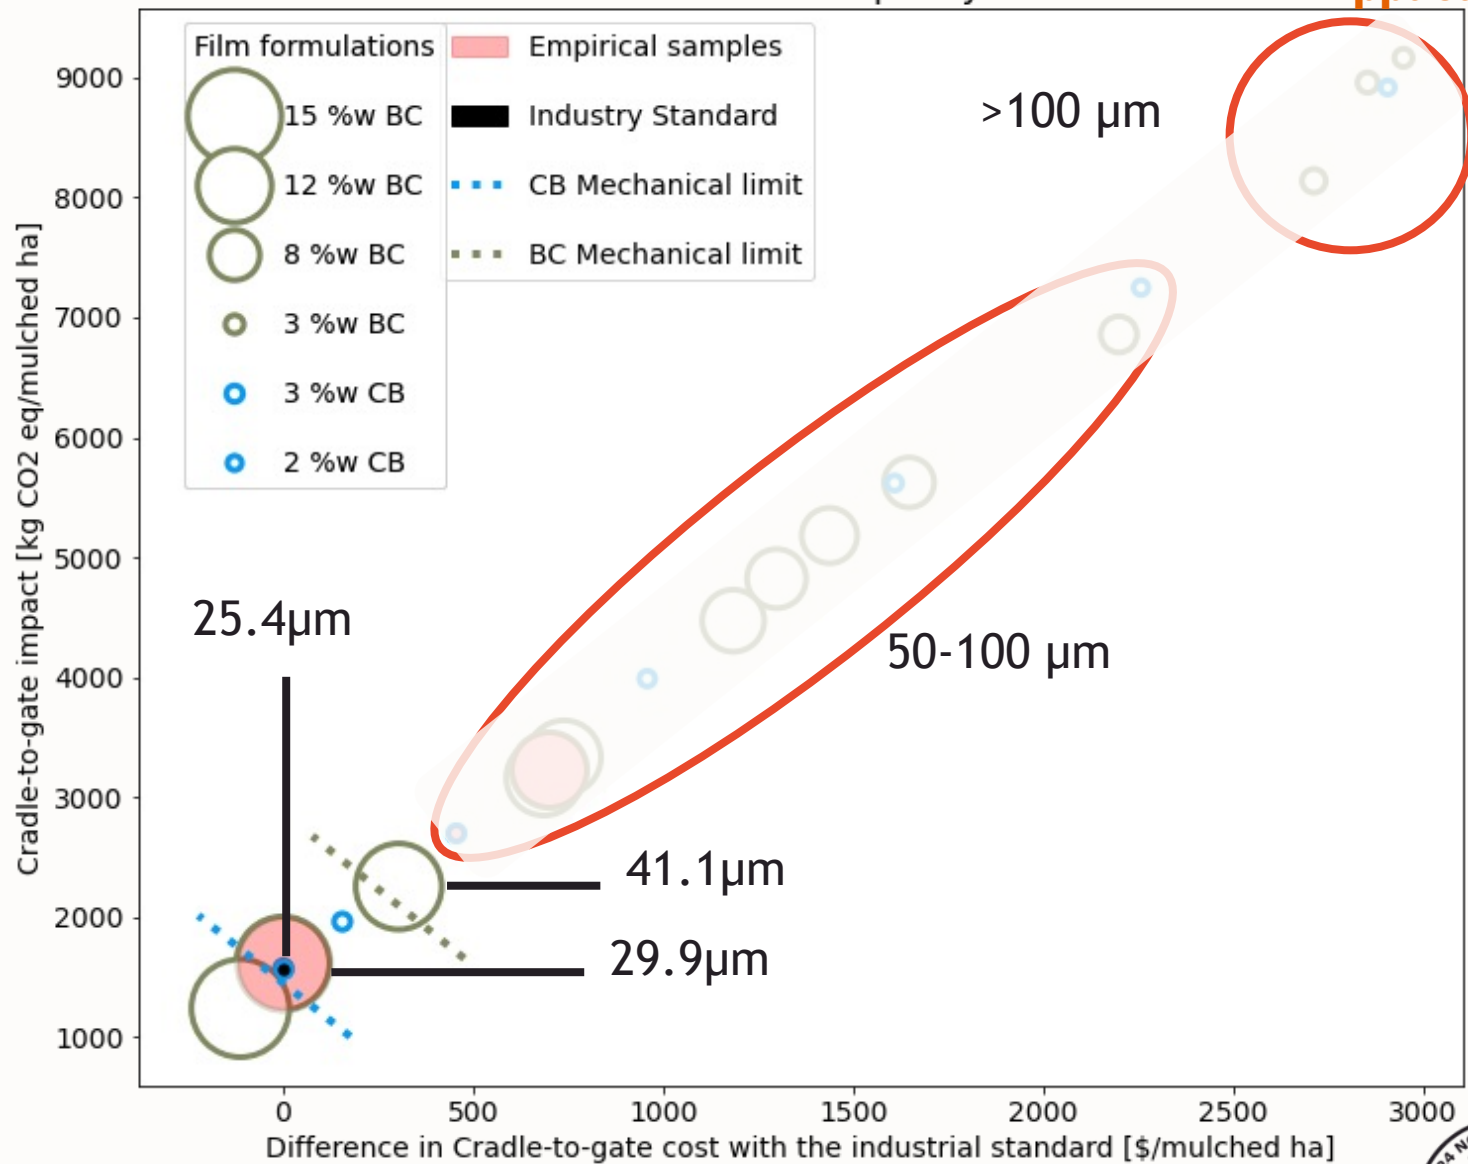 Film formulations
15 %w BC
12 %w BC
8 %w BC
3 %w BC
3 %w CB
2 %w CB
Empirical samples
Industry Standard
CB Mechanical limit
BC Mechanical limit
>100 µm
50-100 µm
25.4µm
41.1µm
29.9µm
Cradle-to-gate impact [kg CO2 eq/mulched ha]
9000
8000
7000
6000
5000
4000
3000
2000
1000
0 500 1000 1500 2000 2500 3000
Difference in Cradle-to-gate cost with the industrial standard [$/mulched ha]